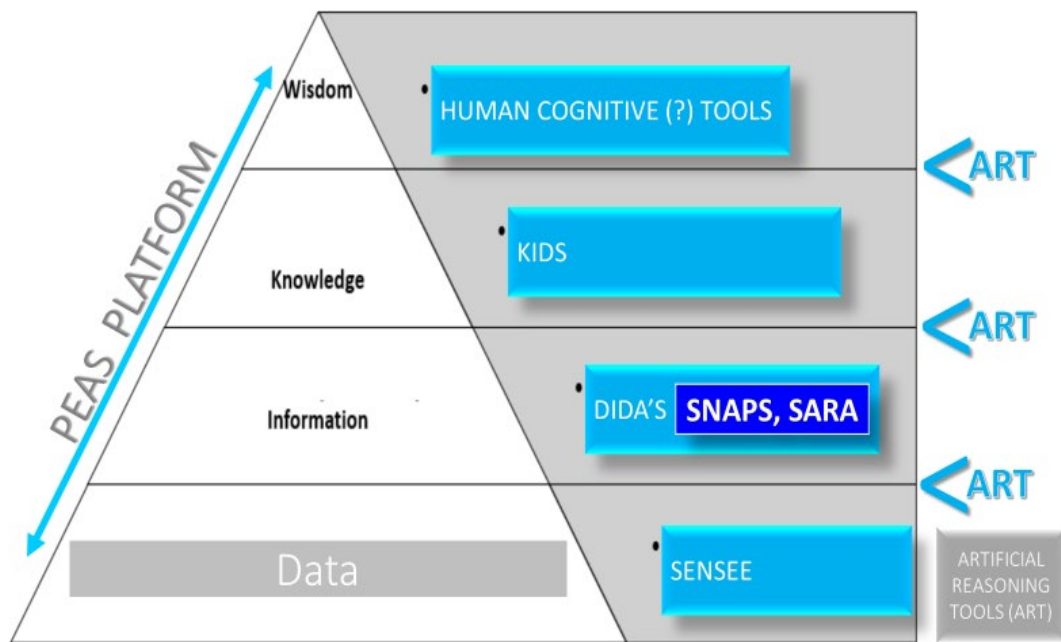 PEAS PLATFORM
Wisdom
• HUMAN COGNITIVE (?) TOOLS
<ART
Knowledge
• KIDS
<ART
Information
• DIDA'S SNAPS, SARA
<ART
Data
• SENSEE
ARTIFICIAL
REASONING
TOOLS (ART)